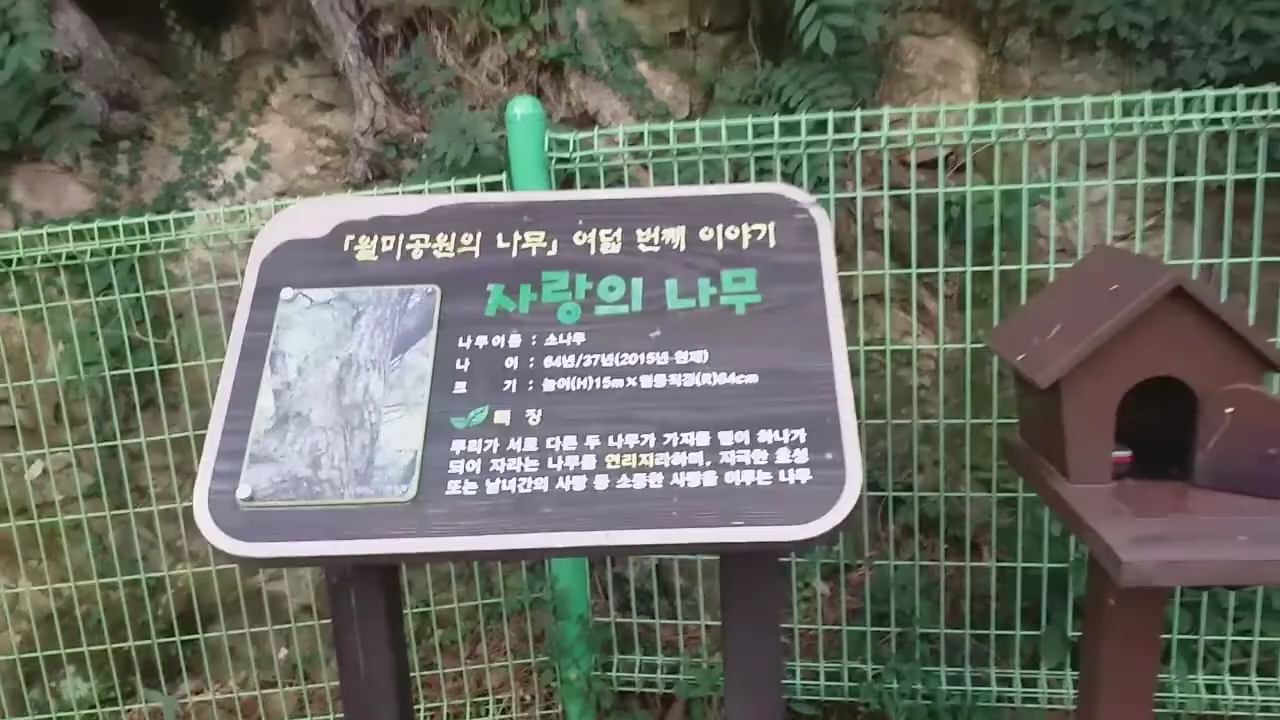 「월미공원의 나무」 여덟 번째 이야기
사랑의 나무
나무이름 : 소나무
나 이 : 64년/37년(2015년 현재)
크 기 : 높이(H)15m×흉고직경(R)64cm
특 징
뿌리가 서로 다른 두 나무가 가지를 맺어 하나가
되어 자라는 나무를 연리지라하며, 지극한 효성
또는 남녀간의 사랑 등 소중한 사랑을 이루는 나무